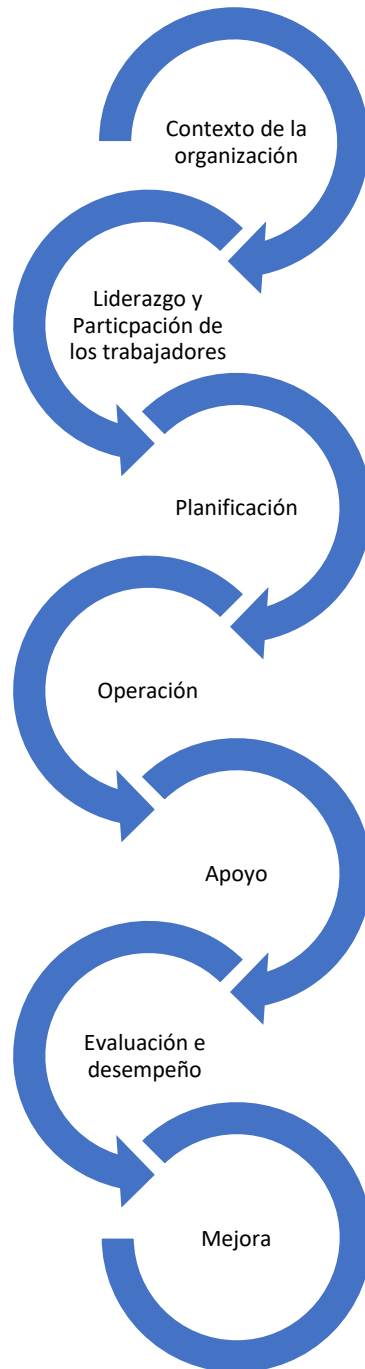 Contexto de la
organización
Liderazgo y
Particpación de
los trabajadores
Planificación
Operación
Apoyo
Evaluación e
desempeño
Mejora